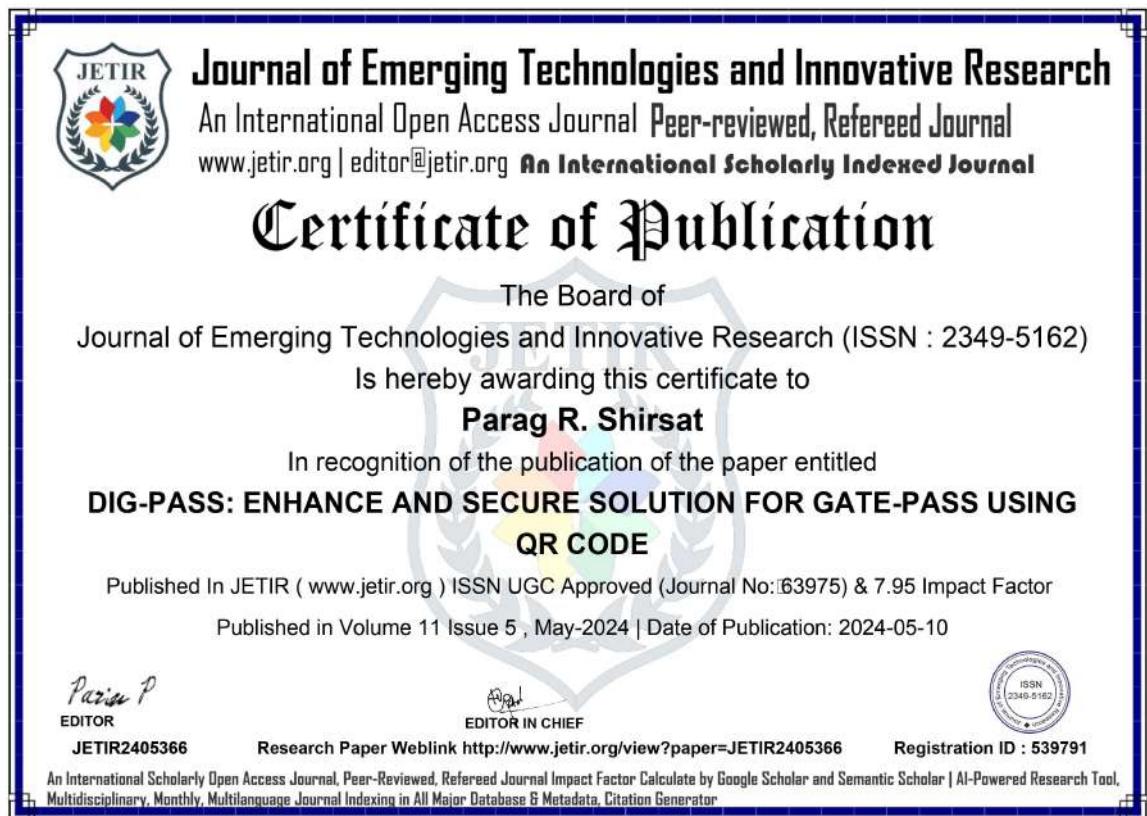 JETIR
Journal of Emerging Technologies and Innovative Research
An International Open Access Journal Peer-reviewed, Refereed Journal
www.jetir.org | editor@jetir.org An International Scholarly Indexed Journal
Certificate of Publication
The Board of
Journal of Emerging Technologies and Innovative Research (ISSN : 2349-5162)
Is hereby awarding this certificate to
Parag R. Shirsat
In recognition of the publication of the paper entitled
DIG-PASS: ENHANCE AND SECURE SOLUTION FOR GATE-PASS USING
QR CODE
Published In JETIR ( www.jetir.org ) ISSN UGC Approved (Journal No: 63975) & 7.95 Impact Factor
Published in Volume 11 Issue 5 , May-2024 | Date of Publication: 2024-05-10
EDITOR
EDITOR IN CHIEF
ISSN
2349-5162
Journal of Emerging Technologies and Innovative Research
JETIR2405366 Research Paper Weblink http://www.jetir.org/view?paper=JETIR2405366 Registration ID : 539791
An International Scholarly Open Access Journal, Peer-Reviewed, Refereed Journal Impact Factor Calculate by Google Scholar and Semantic Scholar | AI-Powered Research Tool,
Multidisciplinary, Monthly, Multilanguage Journal Indexing in All Major Database & Metadata, Citation Generator